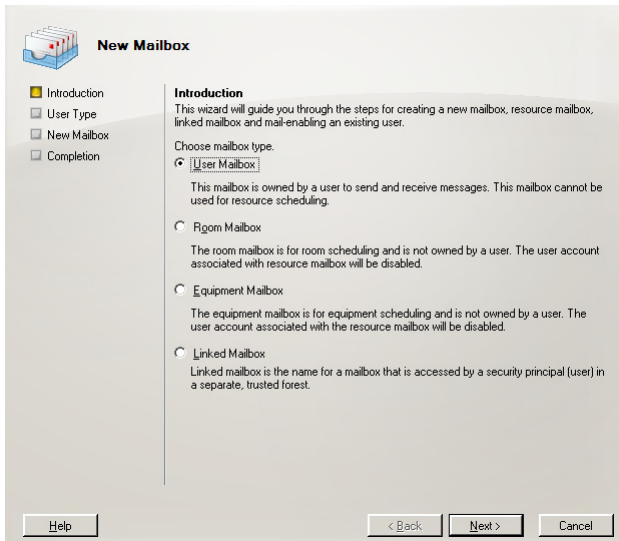 New Mailbox
Introduction
User Type
New Mailbox
Completion
Introduction
This wizard will guide you through the steps for creating a new mailbox, resource mailbox,
linked mailbox and mail-enabling an existing user.
Choose mailbox type.
User Mailbox
This mailbox is owned by a user to send and receive messages. This mailbox cannot be
used for resource scheduling.
Room Mailbox
The room mailbox is for room scheduling and is not owned by a user. The user account
associated with resource mailbox will be disabled.
Equipment Mailbox
The equipment mailbox is for equipment scheduling and is not owned by a user. The
user account associated with the resource mailbox will be disabled.
Linked Mailbox
Linked mailbox is the name for a mailbox that is accessed by a security principal (user) in
a separate, trusted forest.
Help
< Back
Next >
Cancel